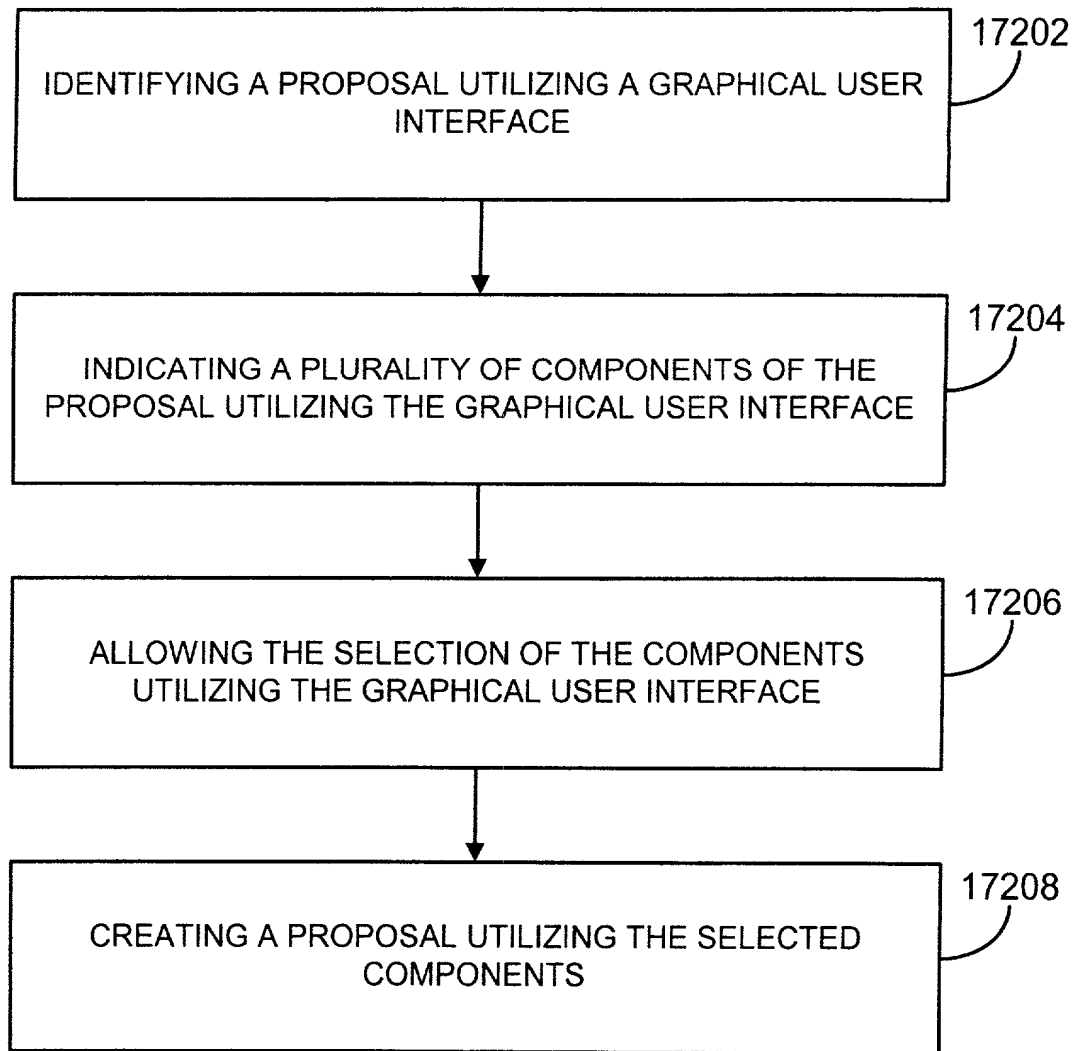 17202
IDENTIFYING A PROPOSAL UTILIZING A GRAPHICAL USER
INTERFACE
17204
INDICATING A PLURALITY OF COMPONENTS OF THE
PROPOSAL UTILIZING THE GRAPHICAL USER INTERFACE
17206
ALLOWING THE SELECTION OF THE COMPONENTS
UTILIZING THE GRAPHICAL USER INTERFACE
17208
CREATING A PROPOSAL UTILIZING THE SELECTED
COMPONENTS